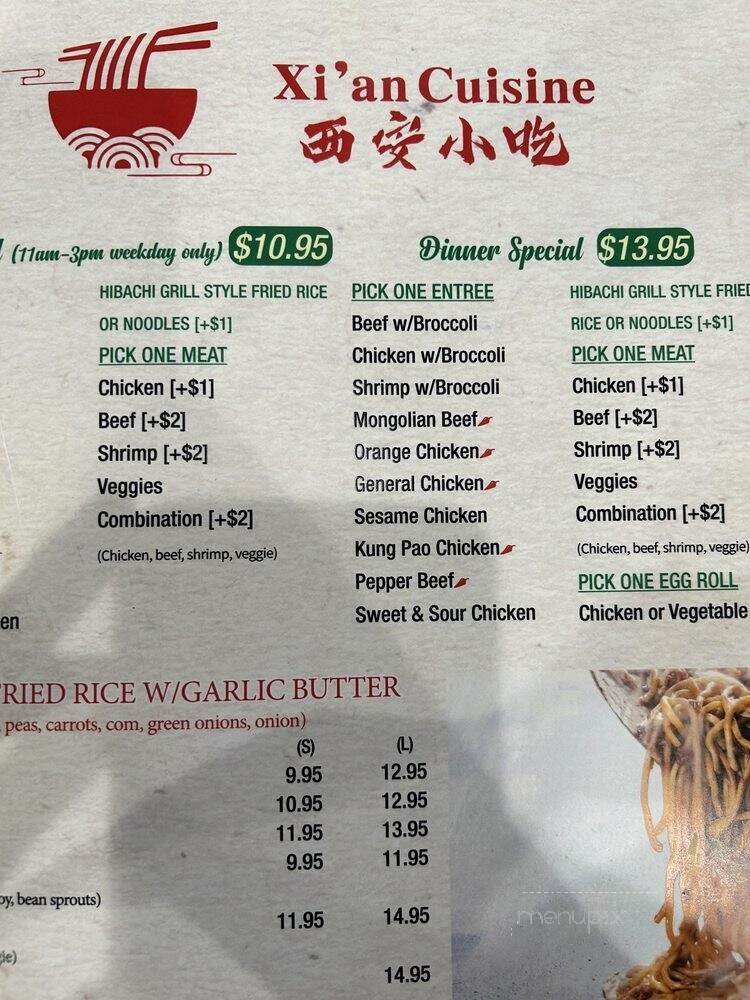 Xi'an Cuisine
西安小吃
(11am-3pm weekday only) $10.95
HIBACHI GRILL STYLE FRIED RICE
OR NOODLES [+$1]
PICK ONE MEAT
Chicken [+$1]
Beef [+$2]
Shrimp [+$2]
Veggies
Combination [+$2]
(Chicken, beef, shrimp, veggie)
en
Dinner Special $13.95
PICK ONE ENTREE
Beef w/Broccoli
Chicken w/Broccoli
Shrimp w/Broccoli
Mongolian Beef
Orange Chicken
General Chicken
Sesame Chicken
Kung Pao Chicken
Pepper Beef
Sweet & Sour Chicken
HIBACHI GRILL STYLE FRIED
RICE OR NOODLES [+$1]
PICK ONE MEAT
Chicken [+$1]
Beef [+$2]
Shrimp [+$2]
Veggies
Combination [+$2]
(Chicken, beef, shrimp, veggie)
PICK ONE EGG ROLL
Chicken or Vegetable
FRIED RICE W/GARLIC BUTTER
, peas, carrots, corn, green onions, onion)
(S) (L)
9.95 12.95
10.95 12.95
11.95 13.95
9.95 11.95
oy, bean sprouts)
11.95 14.95
gie)
14.95
menupix